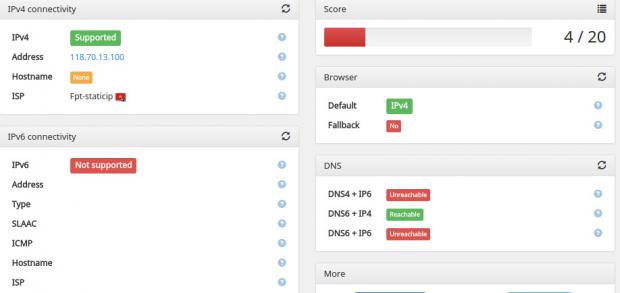 IPv4 connectivity
IPv4 Supported
Address 118.70.13.100
Hostname None
ISP Fpt-staticip
IPv6 connectivity
IPv6 Not supported
Address
Type
SLAAC
ICMP
Hostname
ISP
Score
4 / 20
Browser
Default IPv4
Fallback No
DNS
DNS4 + IP6 Unreachable
DNS6 + IP4 Reachable
DNS6 + IP6 Unreachable
More